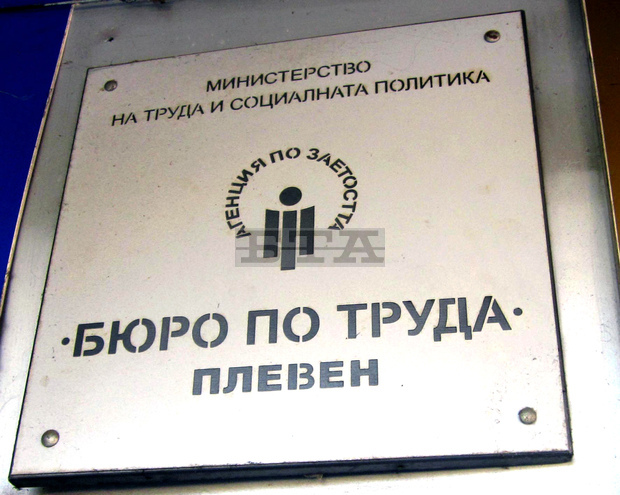 МИНИСТЕРСТВО
НА ТРУДА И СОЦИАЛНАТА ПОЛИТИКА
АГЕНЦИЯ ПО ЗАЕТОСТТА
БТА
·БЮРО ПО ТРУДА·
ПЛЕВЕН